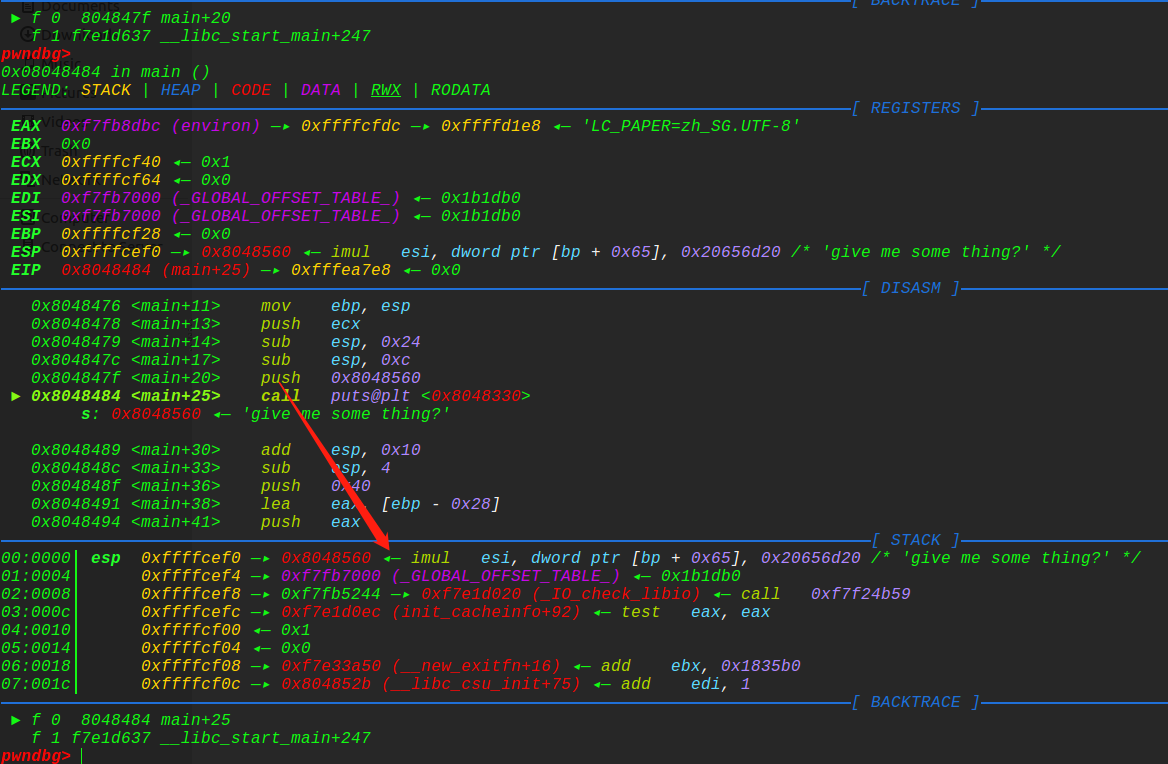 [ BACKTRACE ]
► f 0  804847f main+20
  f 1 f7e1d637 __libc_start_main+247
pwndbg>
0x08048484 in main ()
LEGEND: STACK | HEAP | CODE | DATA | RWX | RODATA
[ REGISTERS ]
EAX  0xf7fb8dbc (environ) —▸ 0xffffcfdc —▸ 0xffffd1e8 ◂— 'LC_PAPER=zh_SG.UTF-8'
EBX  0x0
ECX  0xffffcf40 ◂— 0x1
EDX  0xffffcf64 ◂— 0x0
EDI  0xf7fb7000 (_GLOBAL_OFFSET_TABLE_) ◂— 0x1b1db0
ESI  0xf7fb7000 (_GLOBAL_OFFSET_TABLE_) ◂— 0x1b1db0
EBP  0xffffcf28 ◂— 0x0
ESP  0xffffcef0 —▸ 0x8048560 ◂— imul   esi, dword ptr [bp + 0x65], 0x20656d20 /* 'give me some thing?' */
EIP  0x8048484 (main+25) —▸ 0xfffea7e8 ◂— 0x0
[ DISASM ]
0x8048476 <main+11>    mov    ebp, esp
0x8048478 <main+13>    push   ecx
0x8048479 <main+14>    sub    esp, 0x24
0x804847c <main+17>    sub    esp, 0xc
0x804847f <main+20>    push   0x8048560
► 0x8048484 <main+25>    call   puts@plt <0x8048330>
s: 0x8048560 ◂— 'give me some thing?'
0x8048489 <main+30>    add    esp, 0x10
0x804848c <main+33>    sub    esp, 4
0x804848f <main+36>    push   0x40
0x8048491 <main+38>    lea    eax, [ebp - 0x28]
0x8048494 <main+41>    push   eax
[ STACK ]
00:0000│ esp  0xffffcef0 —▸ 0x8048560 ◂— imul   esi, dword ptr [bp + 0x65], 0x20656d20 /* 'give me some thing?' */
01:0004│      0xffffcef4 —▸ 0xf7fb7000 (_GLOBAL_OFFSET_TABLE_) ◂— 0x1b1db0
02:0008│      0xffffcef8 —▸ 0xf7fb5244 —▸ 0xf7e1d020 (_IO_check_libio) ◂— call   0xf7f24b59
03:000c│      0xffffcefc —▸ 0xf7e1d0ec (init_cacheinfo+92) ◂— test   eax, eax
04:0010│      0xffffcf00 ◂— 0x1
05:0014│      0xffffcf04 ◂— 0x0
06:0018│      0xffffcf08 —▸ 0xf7e33a50 (__new_exitfn+16) ◂— add    ebx, 0x1835b0
07:001c│      0xffffcf0c —▸ 0x804852b (__libc_csu_init+75) ◂— add    edi, 1
[ BACKTRACE ]
► f 0  8048484 main+25
  f 1 f7e1d637 __libc_start_main+247
pwndbg>